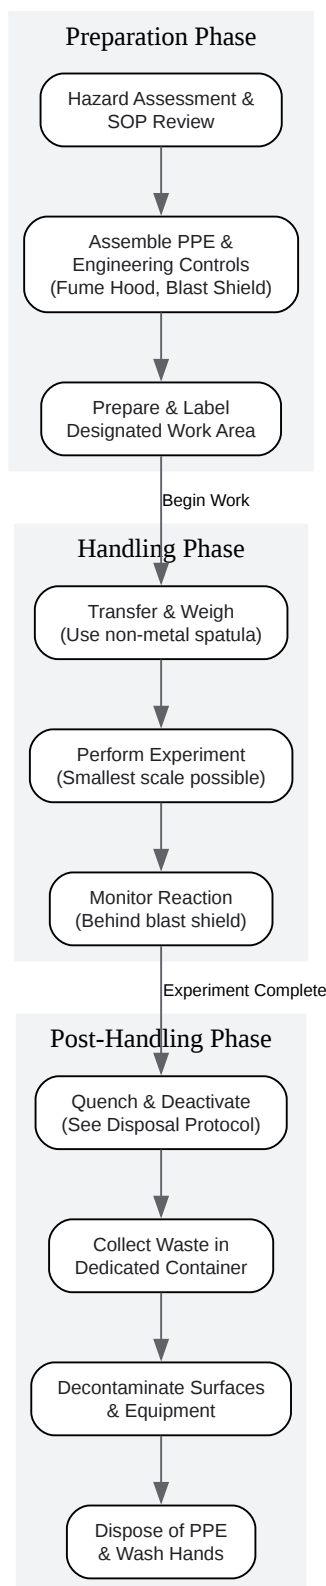 Preparation Phase
Hazard Assessment &
SOP Review
Assemble PPE &
Engineering Controls
(Fume Hood, Blast Shield)
Prepare & Label
Designated Work Area
Begin Work
Handling Phase
Transfer & Weigh
(Use non-metal spatula)
Perform Experiment
(Smallest scale possible)
Monitor Reaction
(Behind blast shield)
Experiment Complete
Post-Handling Phase
Quench & Deactivate
(See Disposal Protocol)
Collect Waste in
Dedicated Container
Decontaminate Surfaces
& Equipment
Dispose of PPE
& Wash Hands